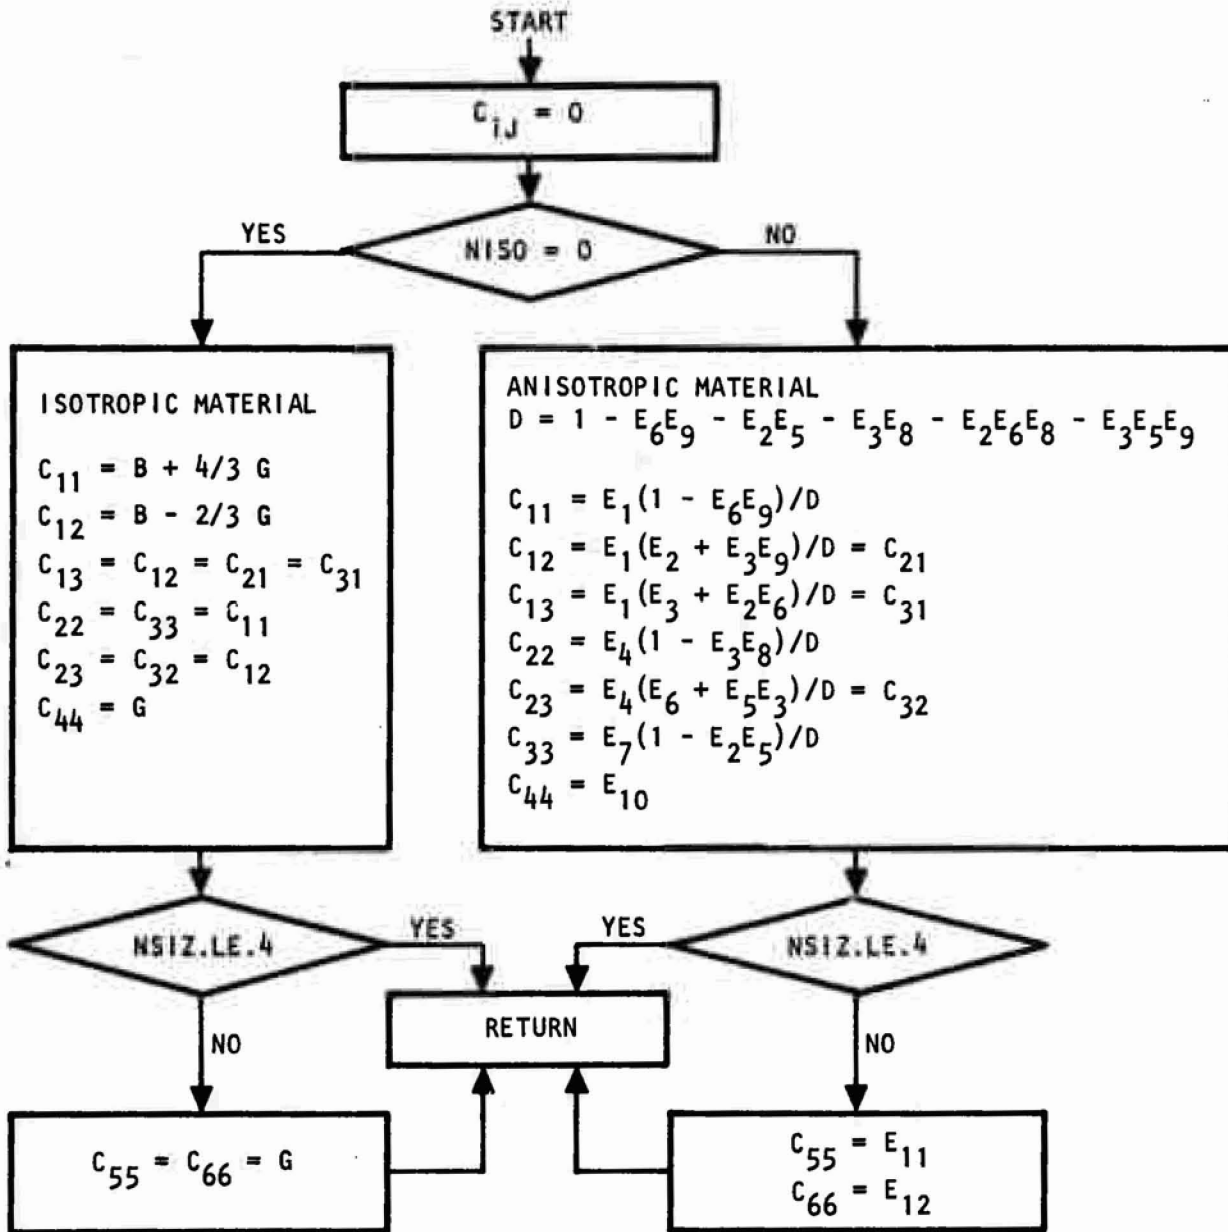 START
C_iJ = 0
NISO = 0
YES
NO
ISOTROPIC MATERIAL
C_11 = B + 4/3 G
C_12 = B - 2/3 G
C_13 = C_12 = C_21 = C_31
C_22 = C_33 = C_11
C_23 = C_32 = C_12
C_44 = G
ANISOTROPIC MATERIAL
D = 1 - E_6E_9 - E_2E_5 - E_3E_8 - E_2E_6E_8 - E_3E_5E_9
C_11 = E_1(1 - E_6E_9)/D
C_12 = E_1(E_2 + E_3E_9)/D = C_21
C_13 = E_1(E_3 + E_2E_6)/D = C_31
C_22 = E_4(1 - E_3E_8)/D
C_23 = E_4(E_6 + E_5E_3)/D = C_32
C_33 = E_7(1 - E_2E_5)/D
C_44 = E_10
NSIZ.LE.4
YES
NO
YES
NSIZ.LE.4
NO
RETURN
C_55 = C_66 = G
C_55 = E_11
C_66 = E_12